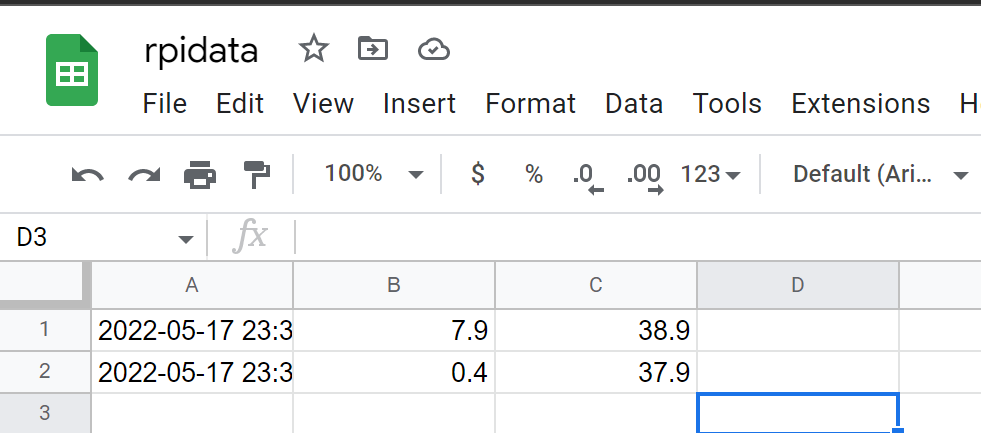 rpidata
File Edit View Insert Format Data Tools Extensions
100% $ % .0 .00 123 Default (Ari...
D3 fx
A B C D
1 2022-05-17 23:3 7.9 38.9
2 2022-05-17 23:3 0.4 37.9
3